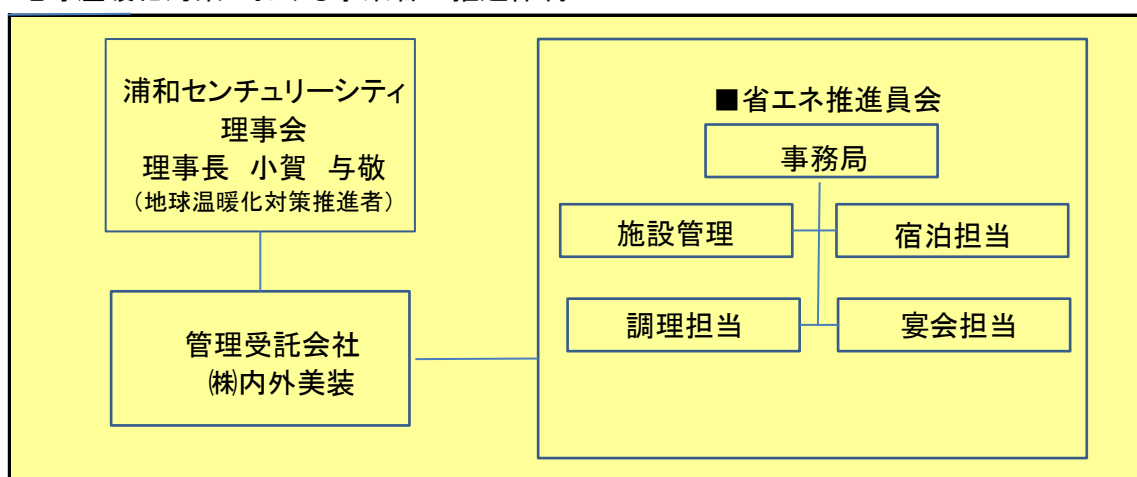 浦和センチュリーシティ
理事会
理事長 小賀 与敬
（地球温暖化対策推進者）
管理受託会社
㈱内外美装
■省エネ推進員会
事務局
施設管理
宿泊担当
調理担当
宴会担当